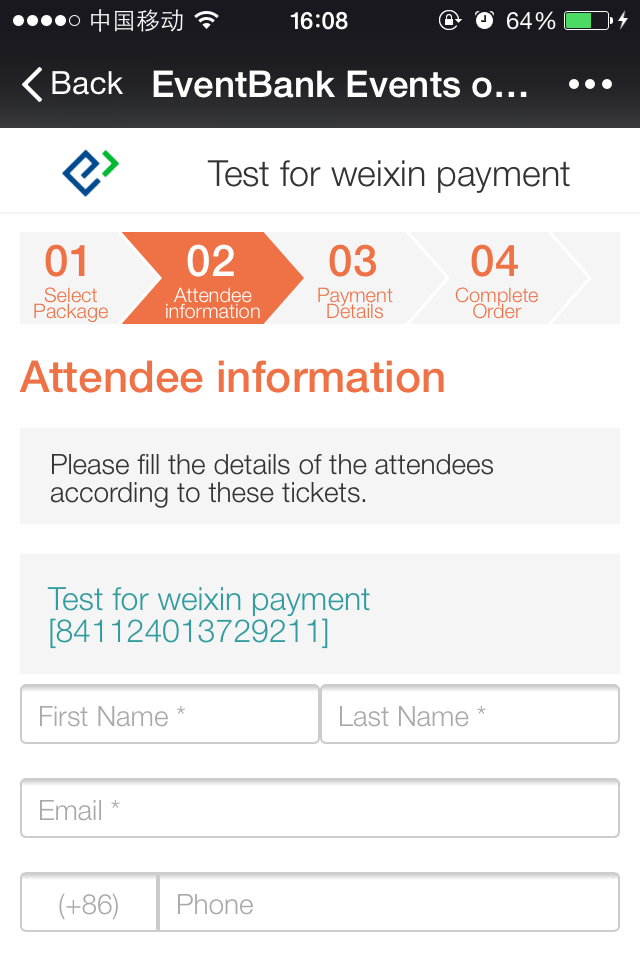 中国移动 16:08 64%
Back EventBank Events o...
Test for weixin payment
01 02 03 04
Select Package
Attendee information
Payment Details
Complete Order
Attendee information
Please fill the details of the attendees
according to these tickets.
Test for weixin payment
[841124013729211]
First Name * Last Name *
Email *
(+86) Phone